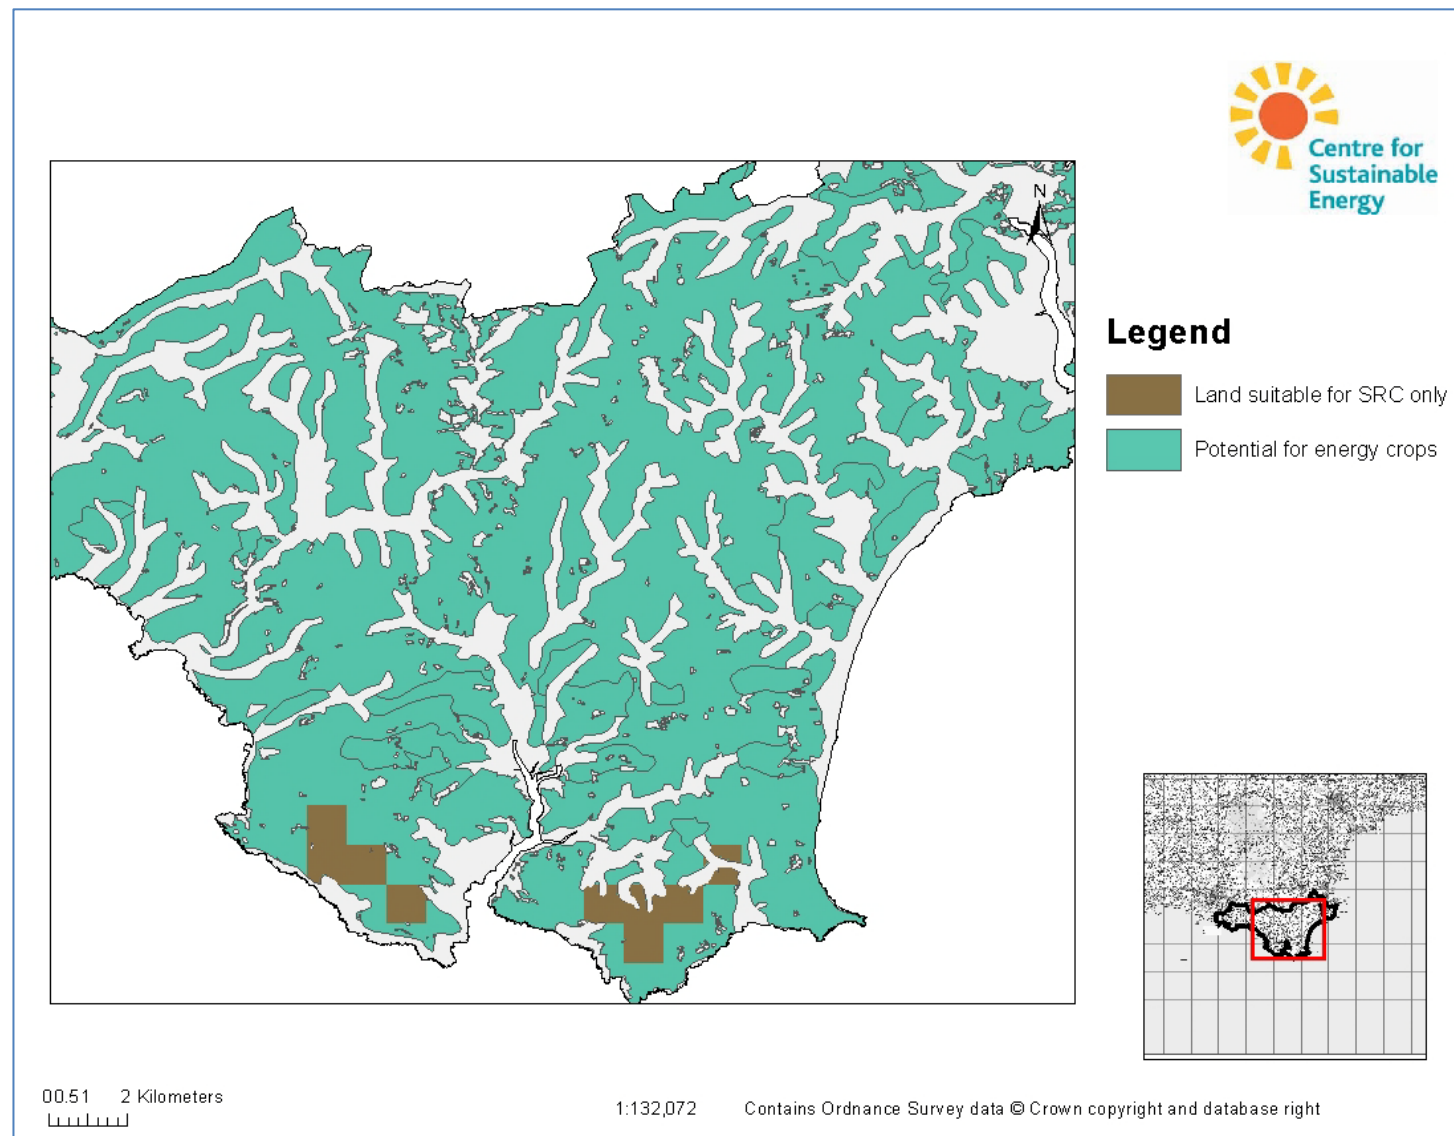 Centre for
Sustainable
Energy
N
Legend
Land suitable for SRC only
Potential for energy crops
00.51 2 Kilometers
1:132,072
Contains Ordnance Survey data © Crown copyright and database right